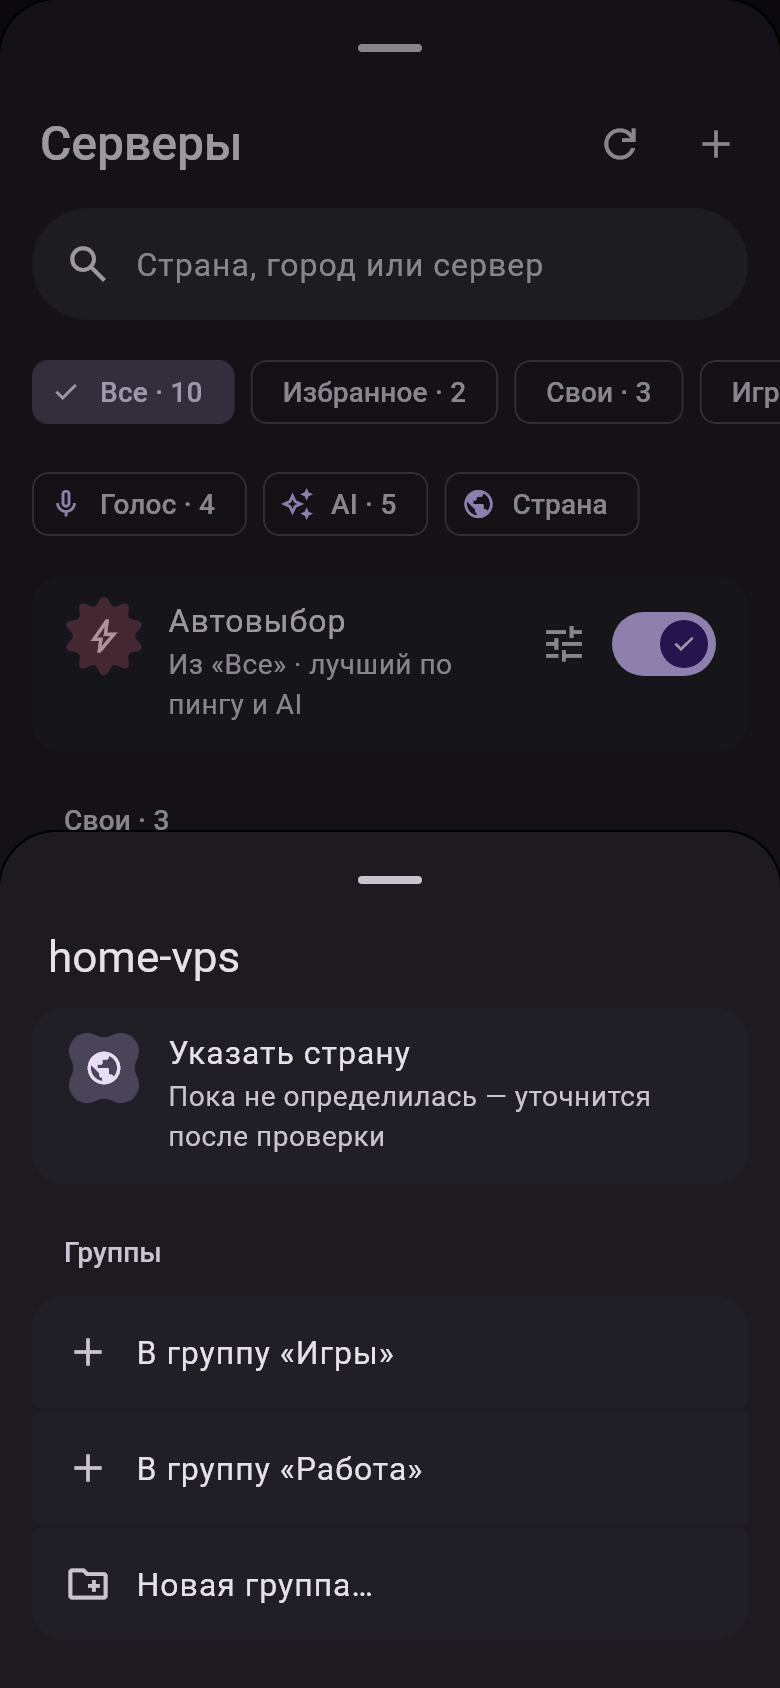 Серверы
Страна, город или сервер
Все · 10
Избранное · 2
Свои · 3
Игр
Голос · 4
AI · 5
Страна
Автовыбор
Из «Все» · лучший по
пингу и AI
Свои · 3
home-vps
Указать страну
Пока не определилась — уточнится
после проверки
Группы
В группу «Игры»
В группу «Работа»
Новая группа...